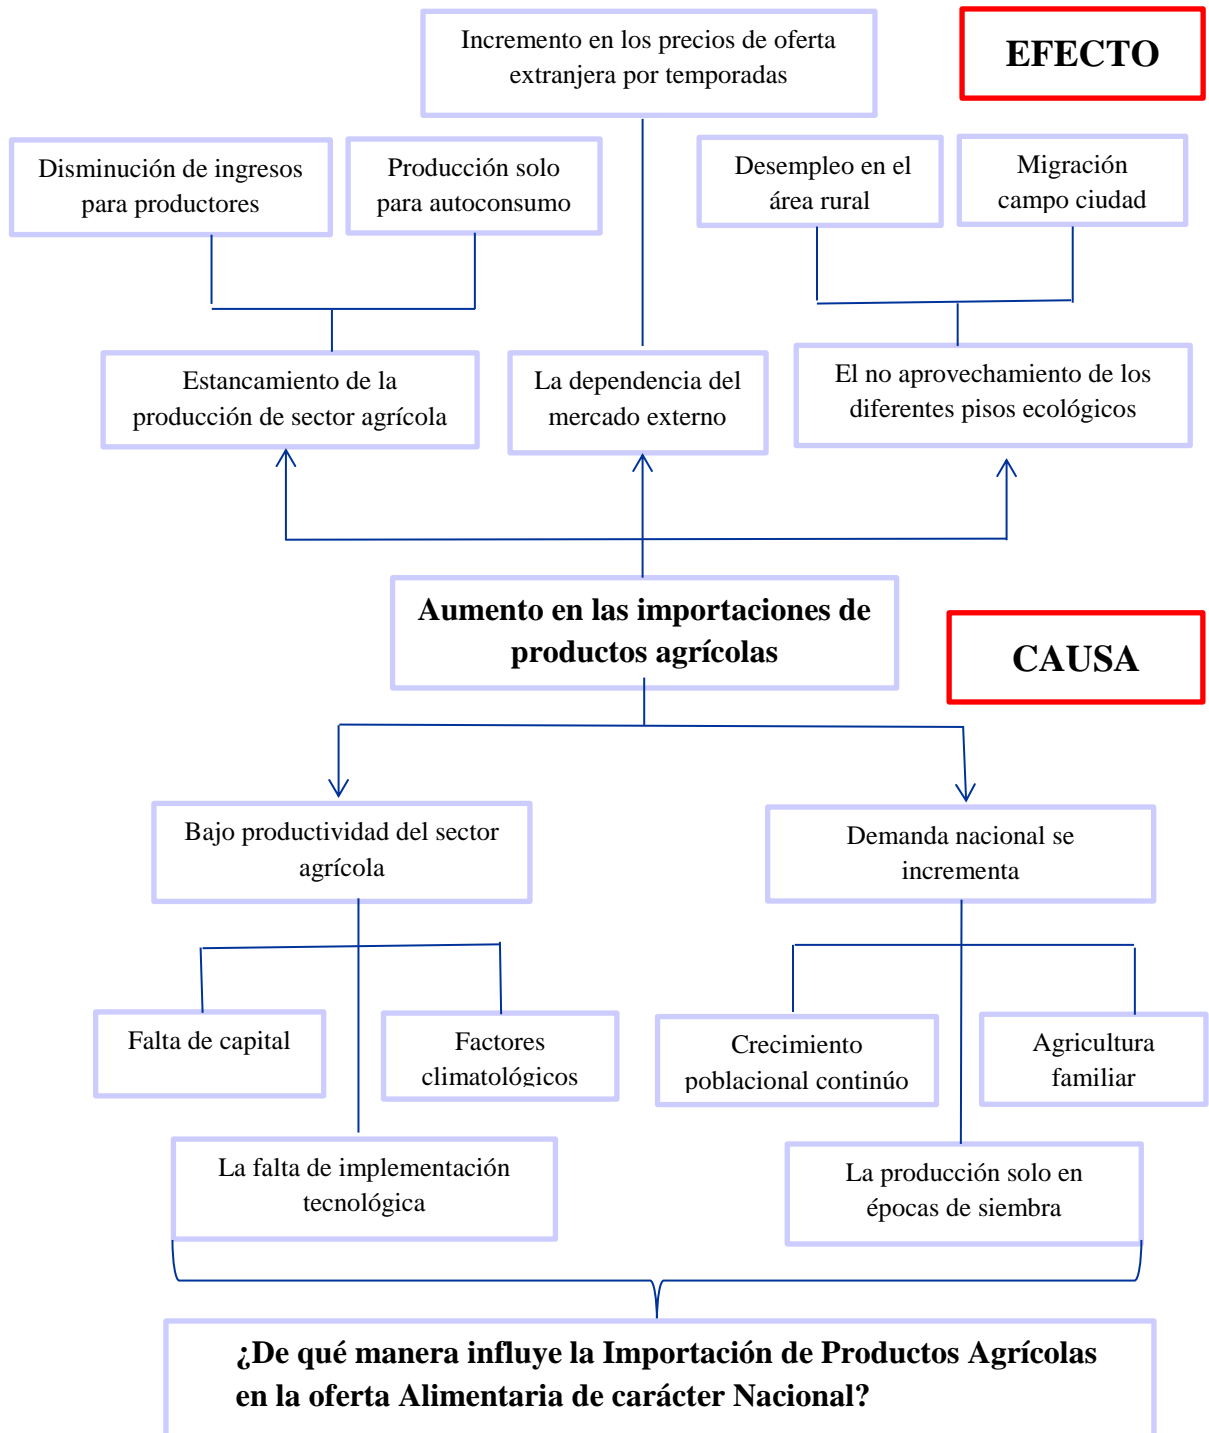 Incremento en los precios de oferta
extranjera por temporadas
EFECTO
Disminución de ingresos
para productores
Producción solo
para autoconsumo
Desempleo en el
área rural
Migración
campo ciudad
Estancamiento de la
producción de sector agrícola
La dependencia del
mercado externo
El no aprovechamiento de los
diferentes pisos ecológicos
Aumento en las importaciones de
productos agrícolas
CAUSA
Bajo productividad del sector
agrícola
Demanda nacional se
incrementa
Falta de capital
Factores
climatológicos
Crecimiento
poblacional continúo
Agricultura
familiar
La falta de implementación
tecnológica
La producción solo en
épocas de siembra
¿De qué manera influye la Importación de Productos Agrícolas
en la oferta Alimentaria de carácter Nacional?